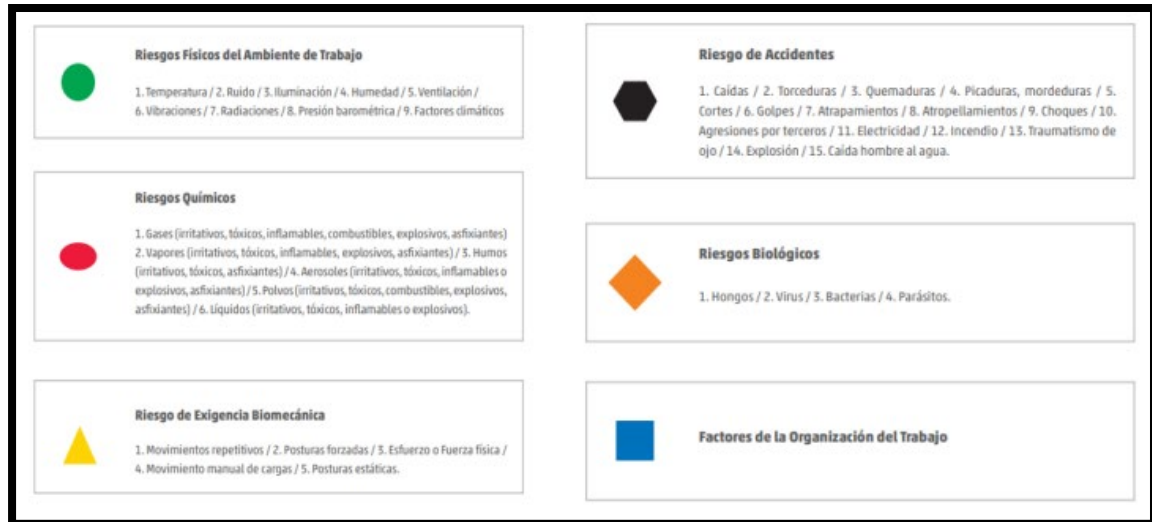 Riesgos Físicos del Ambiente de Trabajo
1. Temperatura / 2. Ruido / 3. Iluminación / 4. Humedad / 5. Ventilación /
6. Vibraciones / 7. Radiaciones / 8. Presión barométrica / 9. Factores climáticos
Riesgos Químicos
1. Gases (irritativos, tóxicos, inflamables, combustibles, explosivos, asfixiantes)
2. Vapores (irritativos, tóxicos, inflamables, explosivos, asfixiantes) / 3. Humos
(irritativos, tóxicos, asfixiantes) / 4. Aerosoles (irritativos, tóxicos, inflamables o
explosivos, asfixiantes) / 5. Polvos (irritativos, tóxicos, combustibles, explosivos,
asfixiantes) / 6. Líquidos (irritativos, tóxicos, inflamables o explosivos).
Riesgo de Exigencia Biomecánica
1. Movimientos repetitivos / 2. Posturas forzadas / 3. Esfuerzo o Fuerza física /
4. Movimiento manual de cargas / 5. Posturas estáticas.
Riesgo de Accidentes
1. Caídas / 2. Torceduras / 3. Quemaduras / 4. Picaduras, mordeduras / 5.
Cortes / 6. Golpes / 7. Atrapamientos / 8. Atropellamientos / 9. Choques / 10.
Agresiones por terceros / 11. Electricidad / 12. Incendio / 13. Traumatismo de
ojo / 14. Explosión / 15. Caída hombre al agua.
Riesgos Biológicos
1. Hongos / 2. Virus / 3. Bacterias / 4. Parásitos.
Factores de la Organización del Trabajo